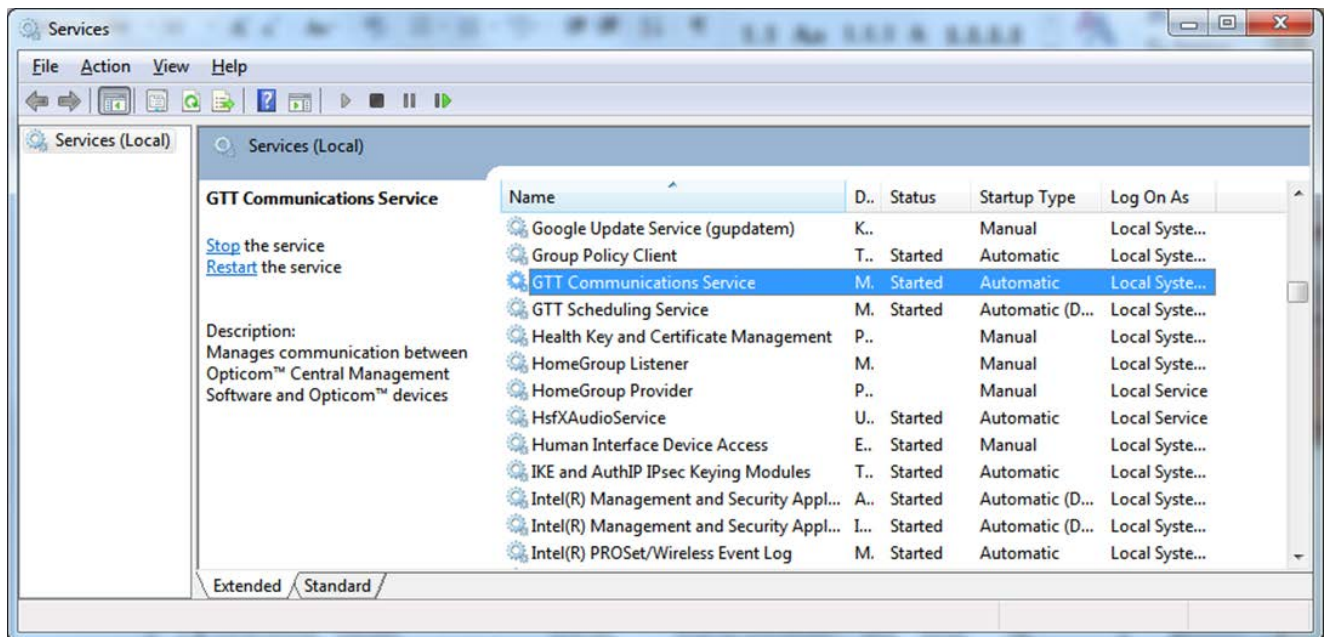 Services
File Action View Help
Services (Local)
Services (Local)
GTT Communications Service
Stop the service
Restart the service
Description:
Manages communication between
Opticom™ Central Management
Software and Opticom™ devices
Name D.. Status Startup Type Log On As
Google Update Service (gupdatem) K.. Manual Local Syste...
Group Policy Client T.. Started Automatic Local Syste...
GTT Communications Service M. Started Automatic Local Syste...
GTT Scheduling Service M. Started Automatic (D... Local Syste...
Health Key and Certificate Management P.. Manual Local Syste...
HomeGroup Listener M. Manual Local Syste...
HomeGroup Provider P.. Manual Local Service
HsfXAudioService U.. Started Automatic Local Service
Human Interface Device Access E.. Started Manual Local Syste...
IKE and AuthIP IPsec Keying Modules T.. Started Automatic Local Syste...
Intel(R) Management and Security Appl... A.. Started Automatic (D... Local Syste...
Intel(R) Management and Security Appl... I... Started Automatic (D... Local Syste...
Intel(R) PROSet/Wireless Event Log M. Started Automatic Local Syste...
Extended Standard